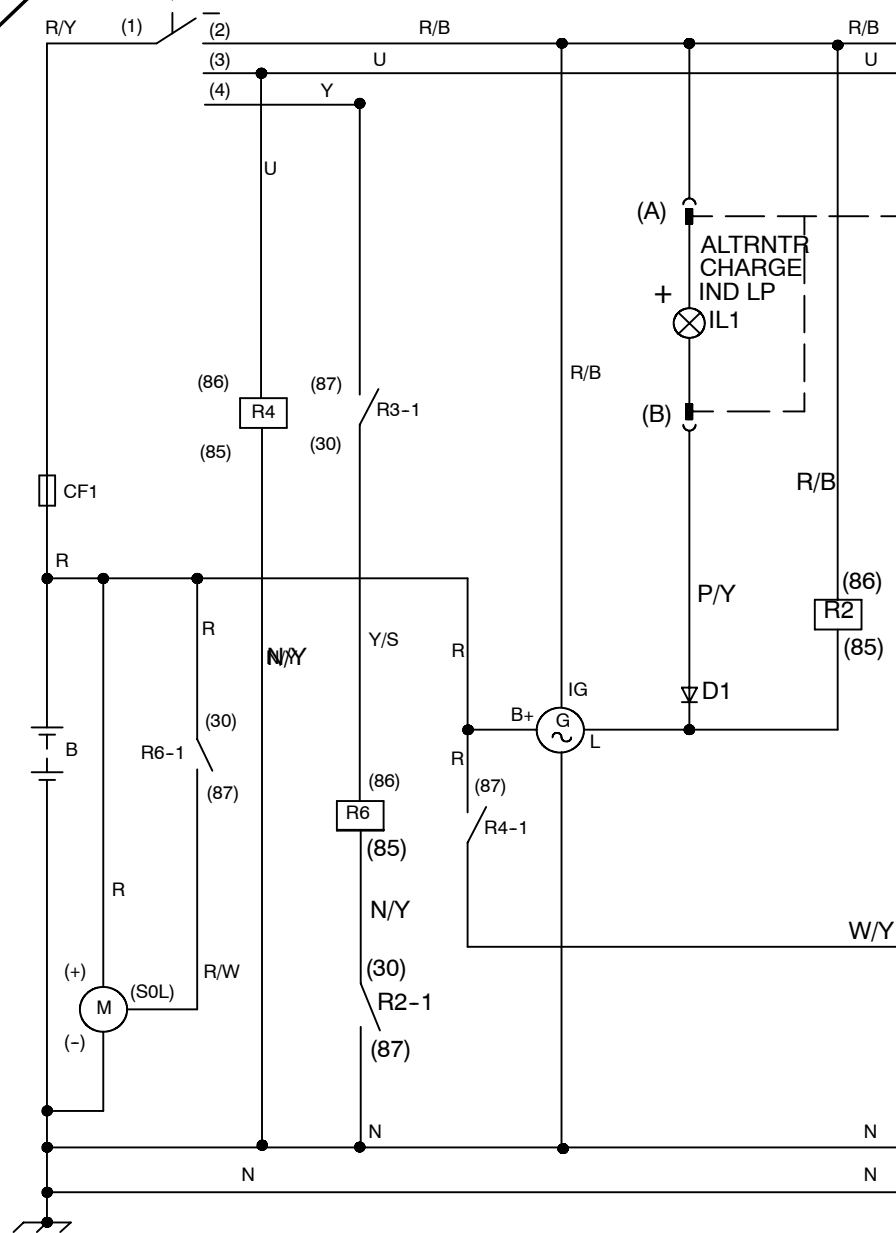 R/Y
(1)
(2)
R/B
R/B
(3)
U
U
(4)
Y
U
(A)
ALTRNTR
CHARGE
IND LP
+
IL1
R/B
(86)
(87)
R4
R3-1
(B)
(85)
(30)
R/B
CF1
R
(86)
P/Y
R2
R
Y/S
(85)
R
N/Y
IG
D1
B+
G
L
(30)
B
R6-1
R
(86)
(87)
(87)
R6
R4-1
(85)
R
N/Y
W/Y
(+)
R/W
(30)
(S0L)
M
R2-1
(-)
(87)
N
N
N
N